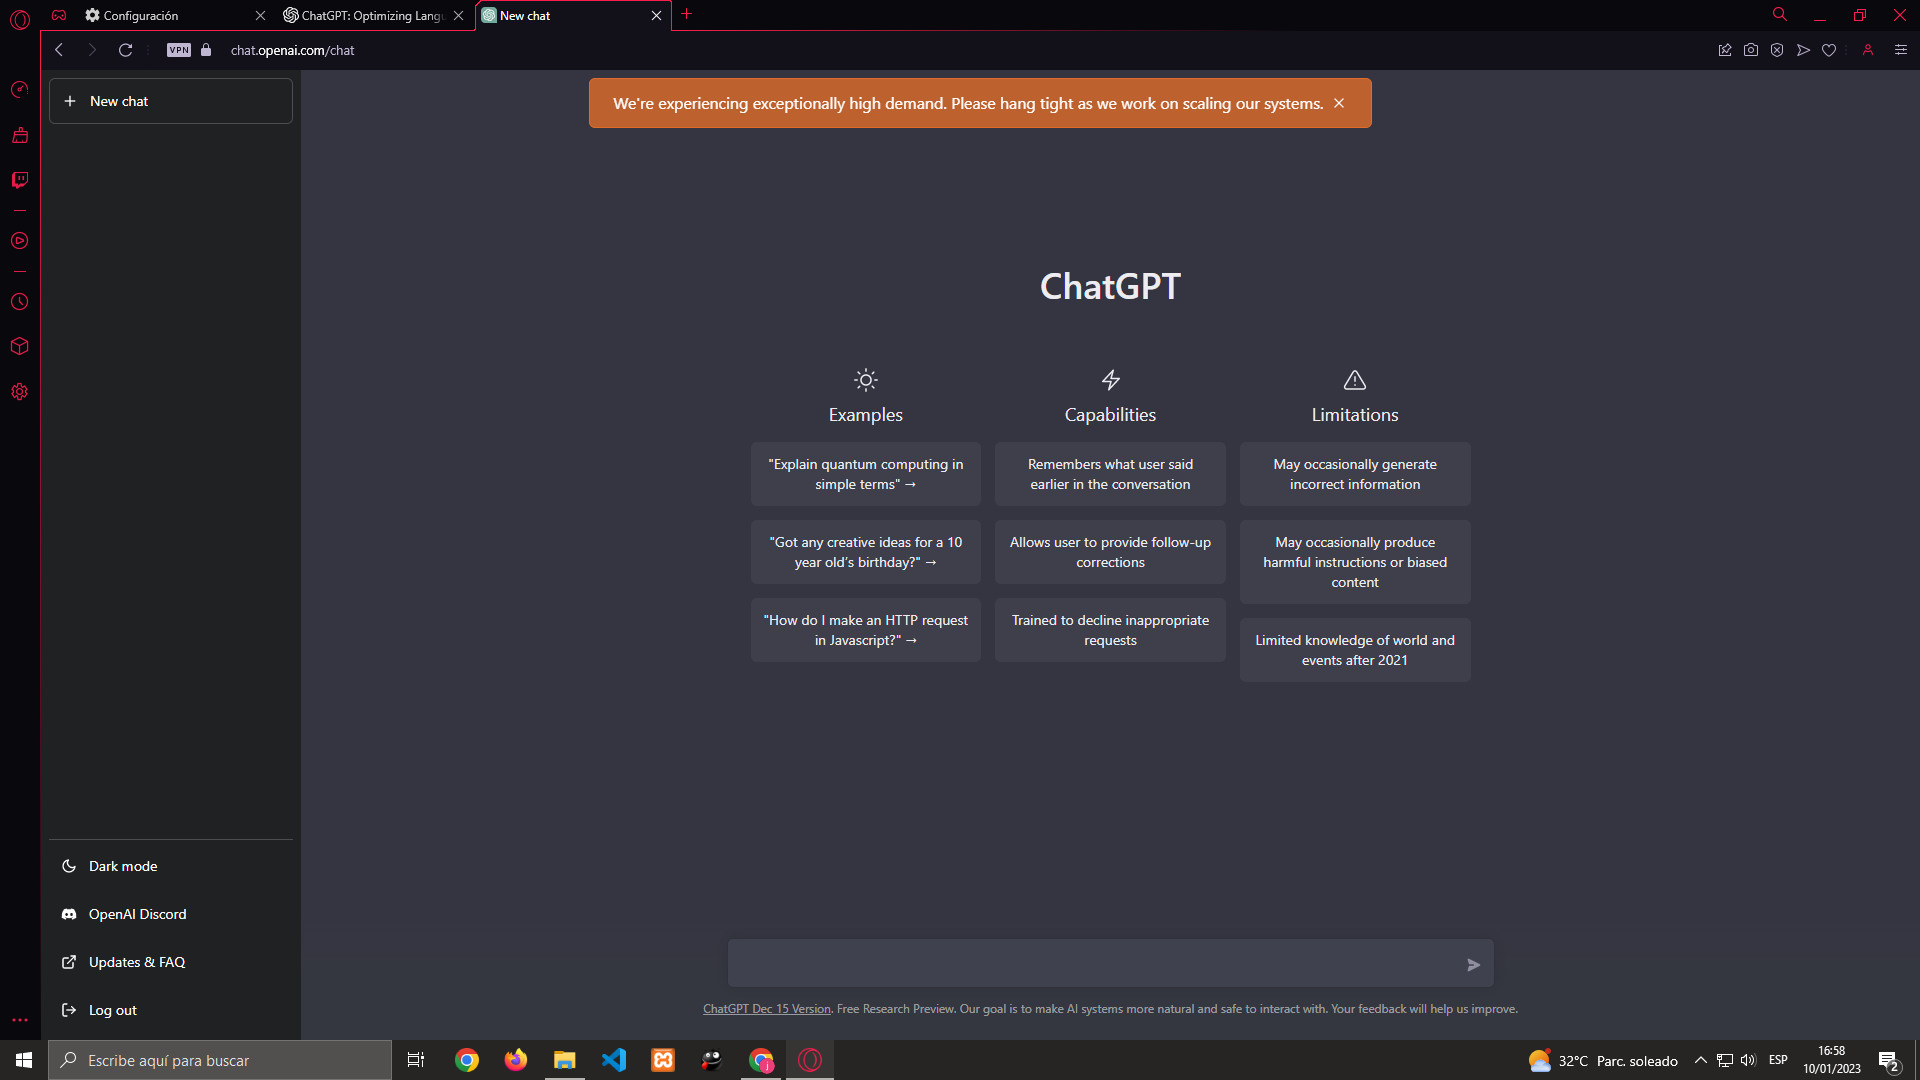 Configuración
ChatGPT: Optimizing Langu
New chat
VPN
chat.openai.com/chat
New chat
We're experiencing exceptionally high demand. Please hang tight as we work on scaling our systems.
ChatGPT
Examples
"Explain quantum computing in
simple terms" →
"Got any creative ideas for a 10
year old's birthday?" →
"How do I make an HTTP request
in Javascript?" →
Capabilities
Remembers what user said
earlier in the conversation
Allows user to provide follow-up
corrections
Trained to decline inappropriate
requests
Limitations
May occasionally generate
incorrect information
May occasionally produce
harmful instructions or biased
content
Limited knowledge of world and
events after 2021
Dark mode
OpenAI Discord
Updates & FAQ
Log out
ChatGPT Dec 15 Version. Free Research Preview. Our goal is to make AI systems more natural and safe to interact with. Your feedback will help us improve.
Escribe aquí para buscar
J
32°C Parc. soleado
ESP
16:58
10/01/2023
2